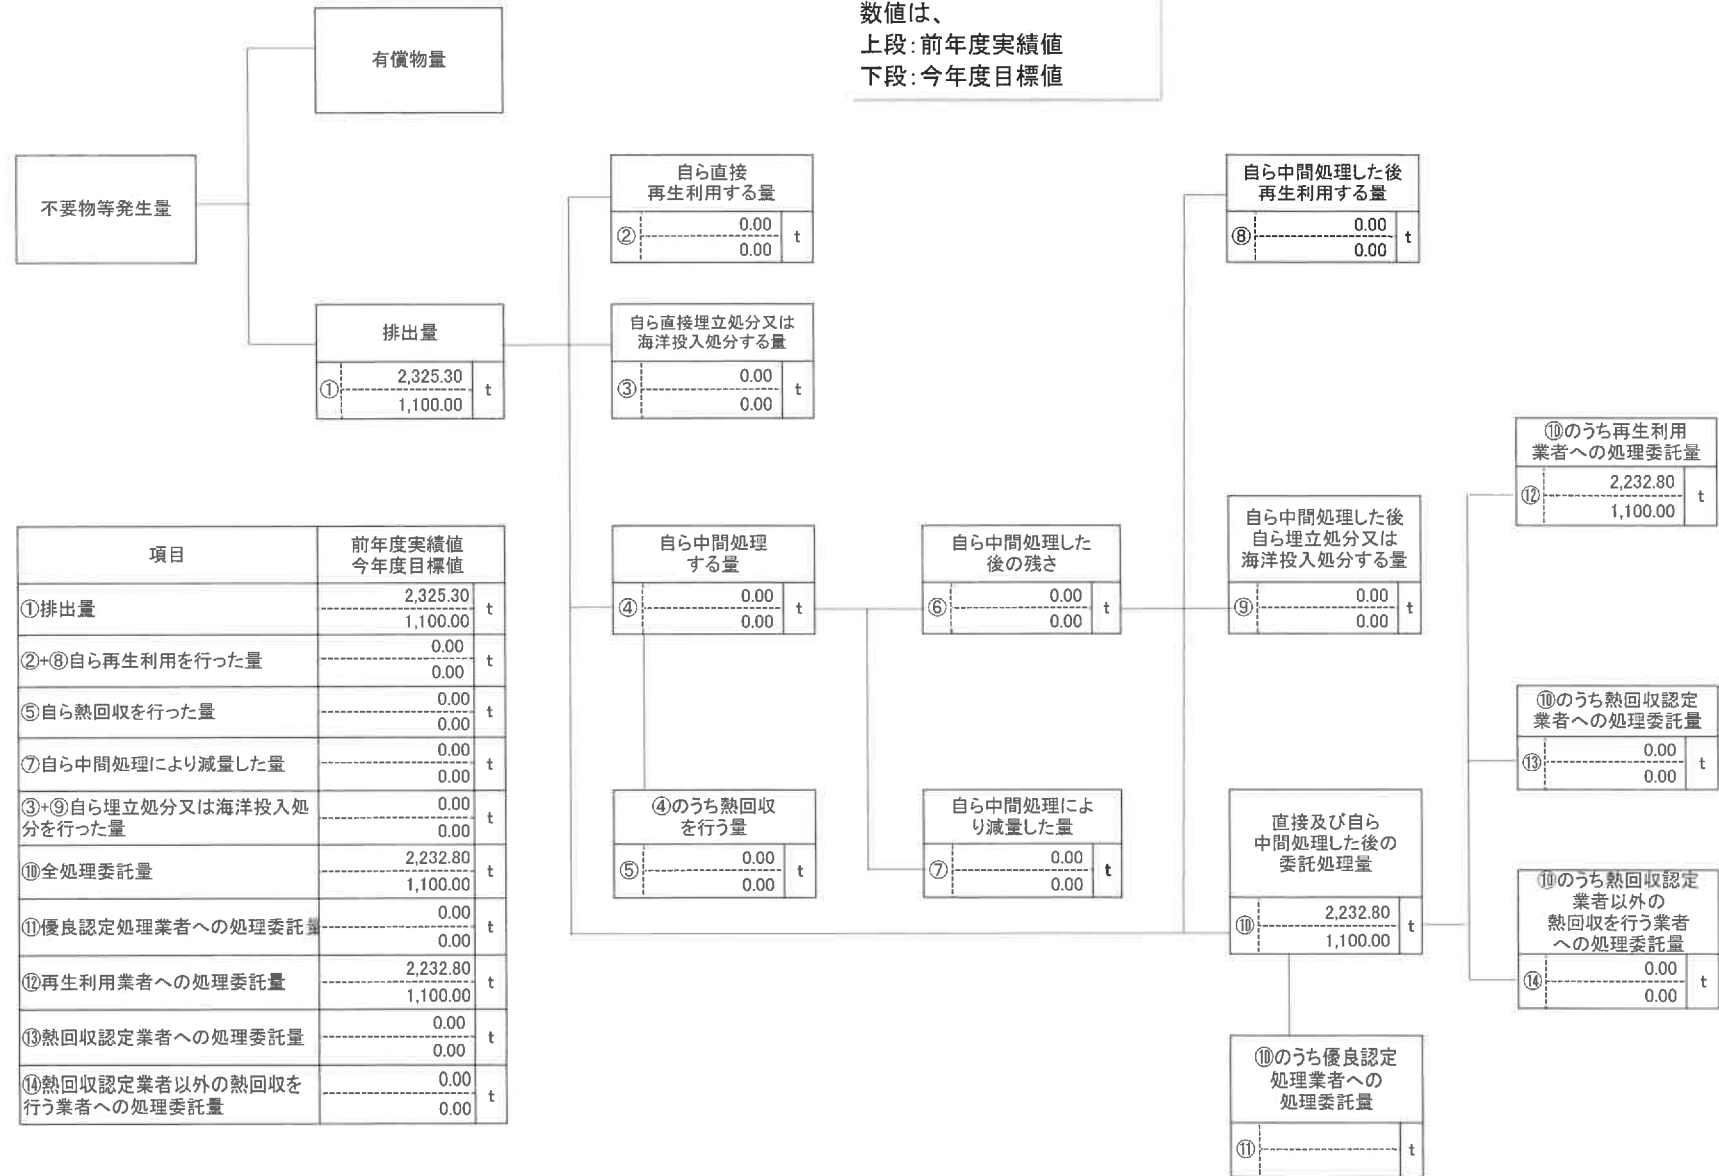 数値は、
上段：前年度実績値
下段：今年度目標値
有償物量
不要物等発生量
排出量
① 2,325.30 t
1,100.00
自ら直接
再生利用する量
② 0.00 t
0.00
自ら直接埋立処分又は
海洋投入処分する量
③ 0.00 t
0.00
自ら中間処理
する量
④ 0.00 t
0.00
④のうち熱回収
を行う量
⑤ 0.00 t
0.00
自ら中間処理した
後の残さ
⑥ 0.00 t
0.00
自ら中間処理によ
り減量した量
⑦ 0.00 t
0.00
自ら中間処理した後
再生利用する量
⑧ 0.00 t
0.00
自ら中間処理した後
自ら埋立処分又は
海洋投入処分する量
⑨ 0.00 t
0.00
直接及び自ら
中間処理した後の
委託処理量
⑩ 2,232.80 t
1,100.00
⑩のうち優良認定
処理業者への
処理委託量
⑪ t
⑩のうち再生利用
業者への処理委託量
⑫ 2,232.80 t
1,100.00
⑩のうち熱回収認定
業者への処理委託量
⑬ 0.00 t
0.00
⑩のうち熱回収認定
業者以外の
熱回収を行う業者
への処理委託量
⑭ 0.00 t
0.00
項目 前年度実績値
今年度目標値
①排出量 2,325.30 t
1,100.00
②+⑧自ら再生利用を行った量 0.00 t
0.00
⑤自ら熱回収を行った量 0.00 t
0.00
⑦自ら中間処理により減量した量 0.00 t
0.00
③+⑨自ら埋立処分又は海洋投入処 0.00 t
分を行った量 0.00
⑩全処理委託量 2,232.80 t
1,100.00
⑪優良認定処理業者への処理委託量 0.00 t
0.00
⑫再生利用業者への処理委託量 2,232.80 t
1,100.00
⑬熱回収認定業者への処理委託量 0.00 t
0.00
⑭熱回収認定業者以外の熱回収を 0.00 t
行う業者への処理委託量 0.00